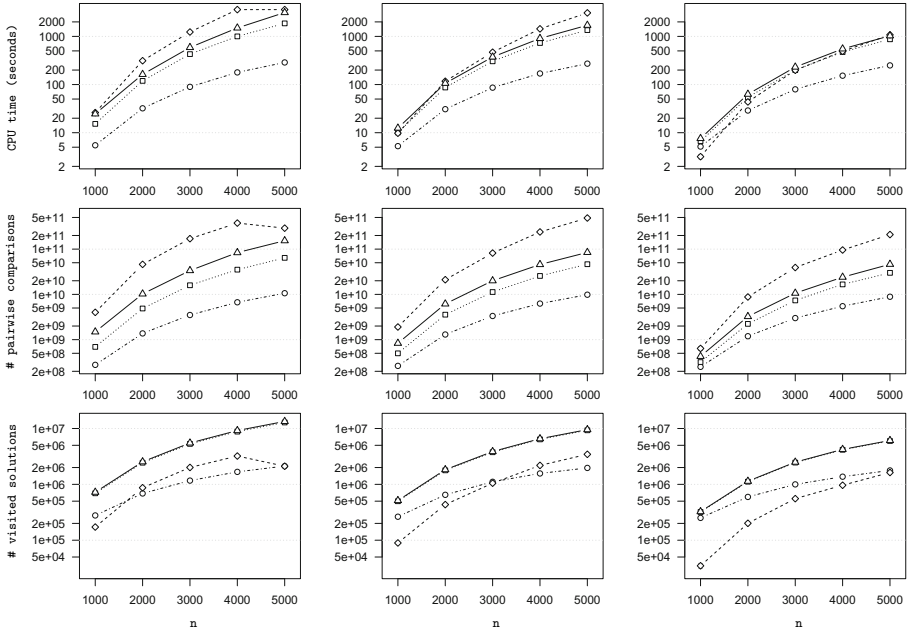 CPU time (seconds)
2000
1000
500
200
100
50
20
10
5
2
1000 2000 3000 4000 5000
2000
1000
500
200
100
50
20
10
5
2
1000 2000 3000 4000 5000
2000
1000
500
200
100
50
20
10
5
2
1000 2000 3000 4000 5000
# pairwise comparisons
5e+11
2e+11
1e+11
5e+10
2e+10
1e+10
5e+09
2e+09
1e+09
5e+08
2e+08
1000 2000 3000 4000 5000
5e+11
2e+11
1e+11
5e+10
2e+10
1e+10
5e+09
2e+09
1e+09
5e+08
2e+08
1000 2000 3000 4000 5000
5e+11
2e+11
1e+11
5e+10
2e+10
1e+10
5e+09
2e+09
1e+09
5e+08
2e+08
1000 2000 3000 4000 5000
# visited solutions
1e+07
5e+06
2e+06
1e+06
5e+05
2e+05
1e+05
5e+04
1000 2000 3000 4000 5000
n
1e+07
5e+06
2e+06
1e+06
5e+05
2e+05
1e+05
5e+04
1000 2000 3000 4000 5000
n
1e+07
5e+06
2e+06
1e+06
5e+05
2e+05
1e+05
5e+04
1000 2000 3000 4000 5000
n